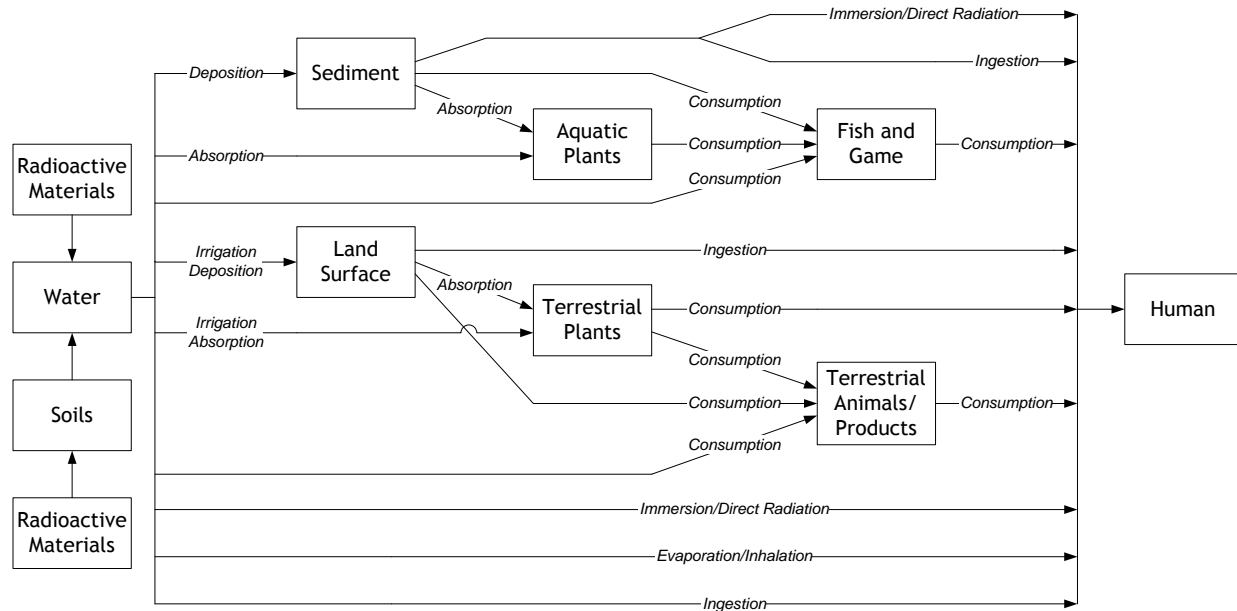 Immersion/Direct Radiation
Deposition
Sediment
Ingestion
Consumption
Absorption
Aquatic
Plants
Consumption
Fish and
Game
Consumption
Absorption
Radioactive
Materials
Consumption
Irrigation
Deposition
Land
Surface
Ingestion
Absorption
Water
Terrestrial
Plants
Consumption
Human
Irrigation
Absorption
Consumption
Soils
Consumption
Terrestrial
Animals/
Products
Consumption
Consumption
Radioactive
Materials
Immersion/Direct Radiation
Evaporation/Inhalation
Ingestion